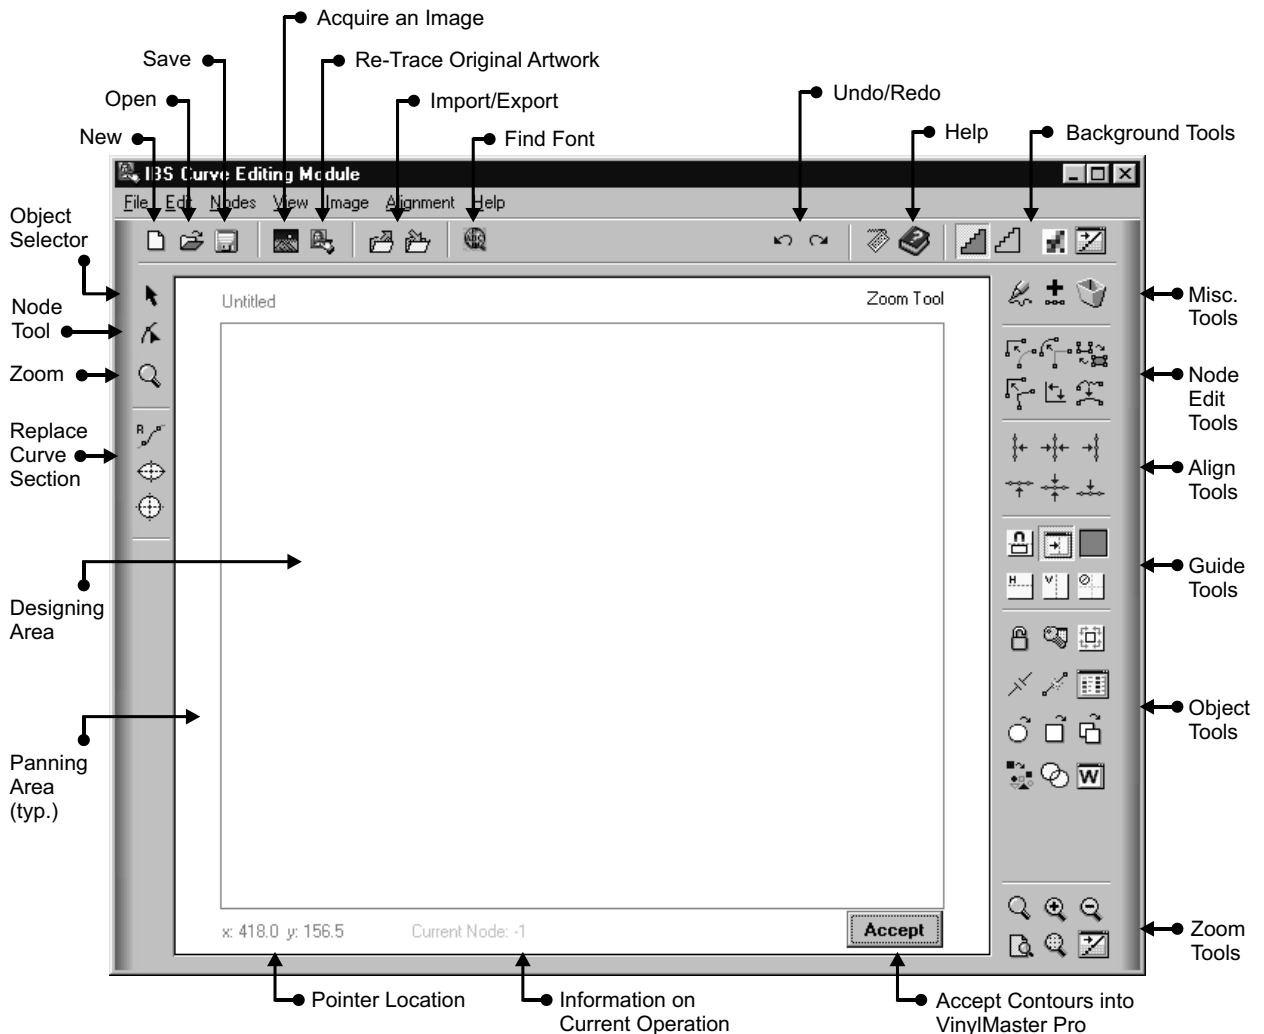 Acquire an Image
Save
Re-Trace Original Artwork
Open
Import/Export
Undo/Redo
New
Find Font
Help
Background Tools
IBS Curve Editing Module
File Edit Nodes View Image Alignment Help
Object
Selector
Node
Tool
Zoom
Replace
Curve
Section
Designing
Area
Panning
Area
(typ.)
Untitled
Zoom Tool
ABC
R
H
V
W
Misc.
Tools
Node
Edit
Tools
Align
Tools
Guide
Tools
Object
Tools
Zoom
Tools
x: 418.0 y: 156.5
Current Node: -1
Accept
Pointer Location
Information on
Current Operation
Accept Contours into
VinylMaster Pro